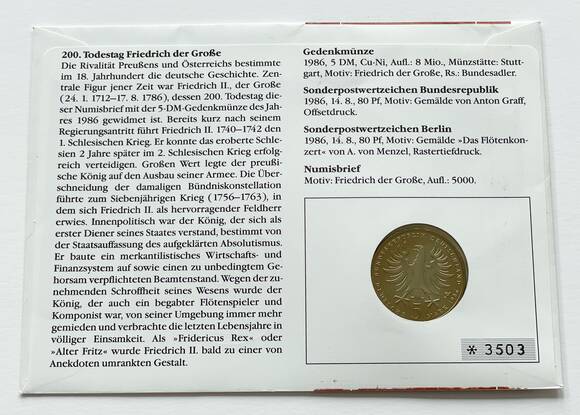 200. Todestag Friedrich der Große
Die Rivalität Preußens und Österreichs bestimmte
im 18. Jahrhundert die deutsche Geschichte. Zen-
trale Figur jener Zeit war Friedrich II., der Große
(24. 1. 1712–17. 8. 1786), dessen 200. Todestag die-
ser Numisbrief mit der 5-DM-Gedenkmünze des Jah-
res 1986 gewidmet ist. Bereits kurz nach seinem
Regierungsantritt führt Friedrich II. 1740–1742 den
1. Schlesischen Krieg. Er konnte das eroberte Schle-
sien 2 Jahre später im 2. Schlesischen Krieg erfolg-
reich verteidigen. Großen Wert legte der preußi-
sche König auf den Ausbau seiner Armee. Die Über-
schneidung der damaligen Bündniskonstellation
führte zum Siebenjährigen Krieg (1756–1763), in
dem sich Friedrich II. als hervorragender Feldherr
erwies. Innenpolitisch war der König, der sich als
erster Diener seines Staates verstand, bestimmt von
der Staatsauffassung des aufgeklärten Absolutismus.
Er baute ein merkantilistisches Wirtschafts- und
Finanzsystem auf sowie einen zu unbedingtem Ge-
horsam verpflichteten Beamtenstand. Wegen der zu-
nehmenden Schroffheit seines Wesens wurde der
König, der auch ein begabter Flötenspieler und
Komponist war, von seiner Umgebung immer mehr
gemieden und verbrachte die letzten Lebensjahre in
völliger Einsamkeit. Als »Fridericus Rex« oder
»Alter Fritz« wurde Friedrich II. bald zu einer von
Anekdoten umrankten Gestalt.
Gedenkmünze
1986, 5 DM, Cu-Ni, Aufl.: 8 Mio., Münzstätte: Stutt-
gart, Motiv: Friedrich der Große, Rs.: Bundesadler.
Sonderpostwertzeichen Bundesrepublik
1986, 14. 8., 80 Pf, Motiv: Gemälde von Anton Graff,
Offsetdruck.
Sonderpostwertzeichen Berlin
1986, 14. 8., 80 Pf, Motiv: Gemälde »Das Flötenkon-
zert« von A. von Menzel, Rastertiefdruck.
Numisbrief
Motiv: Friedrich der Große, Aufl.: 5000.
BUNDESREPUBLIK DEUTSCHLAND
5
* 3503